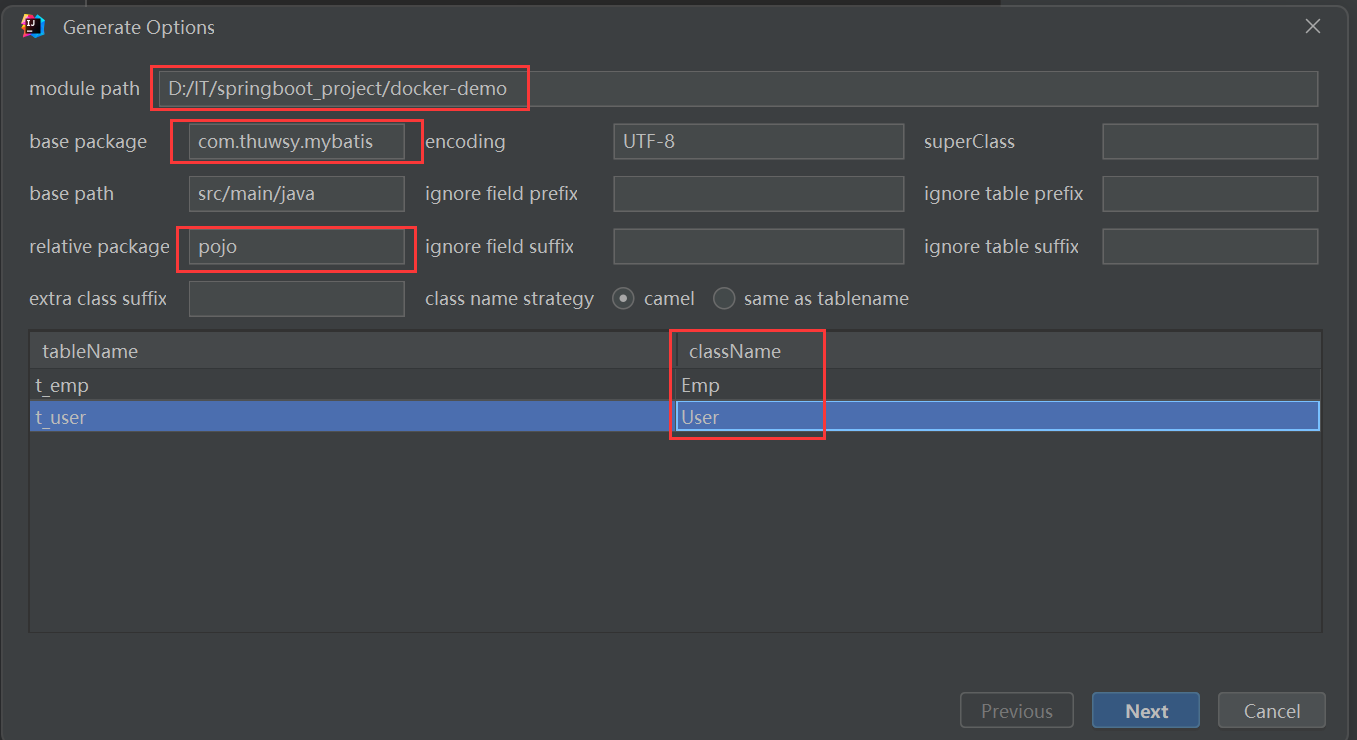 Generate Options
module path D:/IT/springboot_project/docker-demo
base package com.thuwsy.mybatis encoding UTF-8 superClass
base path src/main/java ignore field prefix ignore table prefix
relative package pojo ignore field suffix ignore table suffix
extra class suffix class name strategy camel same as tablename
tableName className
t_emp Emp
t_user User
Previous Next Cancel